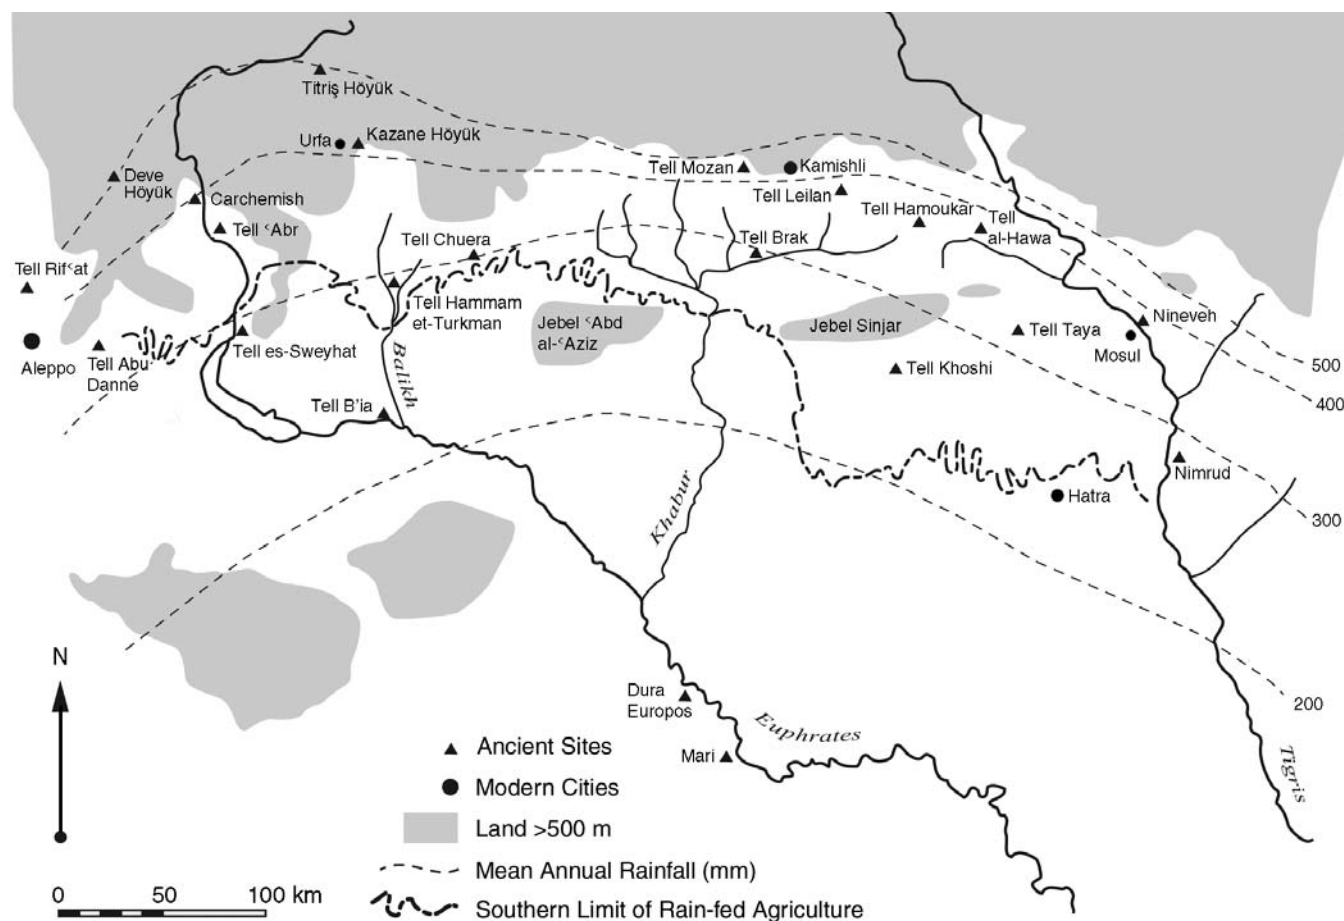 Titriş Höyük
Urfa
Kazane Höyük
Deve
Höyük
Carchemish
Tell ʿAbr
Tell Mozan
Kamishli
Tell Leilan
Tell Hamoukar
Tell
al-Hawa
Tell Chuera
Tell Brak
Tell Rifʿat
Tell Hammam
et-Turkman
Jebel ʿAbd
al-ʿAziz
Jebel Sinjar
Nineveh
Tell Taya
Mosul
Aleppo
Tell Abu
Danne
Tell es-Sweyhat
Balikh
Tell Khoshi
500
400
Tell B'ia
Khabur
Nimrud
Hatra
300
N
Dura
Europos
200
Euphrates
Mari
Tigris
Ancient Sites
Modern Cities
Land >500 m
Mean Annual Rainfall (mm)
0 50 100 km
Southern Limit of Rain-fed Agriculture